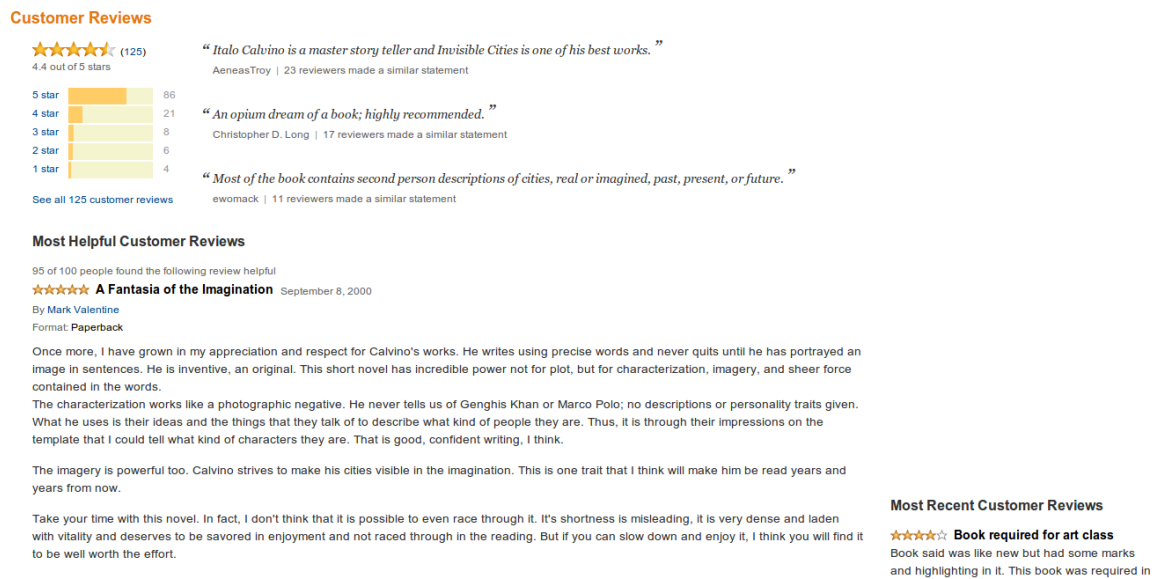 Customer Reviews
(125)
4.4 out of 5 stars
5 star 86
4 star 21
3 star 8
2 star 6
1 star 4
See all 125 customer reviews
“ Italo Calvino is a master story teller and Invisible Cities is one of his best works. ”
AeneasTroy | 23 reviewers made a similar statement
“ An opium dream of a book; highly recommended. ”
Christopher D. Long | 17 reviewers made a similar statement
“ Most of the book contains second person descriptions of cities, real or imagined, past, present, or future. ”
ewomack | 11 reviewers made a similar statement
Most Helpful Customer Reviews
95 of 100 people found the following review helpful
A Fantasia of the Imagination September 8, 2000
By Mark Valentine
Format: Paperback
Once more, I have grown in my appreciation and respect for Calvino's works. He writes using precise words and never quits until he has portrayed an
image in sentences. He is inventive, an original. This short novel has incredible power not for plot, but for characterization, imagery, and sheer force
contained in the words.
The characterization works like a photographic negative. He never tells us of Genghis Khan or Marco Polo; no descriptions or personality traits given.
What he uses is their ideas and the things that they talk of to describe what kind of people they are. Thus, it is through their impressions on the
template that I could tell what kind of characters they are. That is good, confident writing, I think.
The imagery is powerful too. Calvino strives to make his cities visible in the imagination. This is one trait that I think will make him be read years and
years from now.
Take your time with this novel. In fact, I don't think that it is possible to even race through it. It's shortness is misleading, it is very dense and laden
with vitality and deserves to be savored in enjoyment and not raced through in the reading. But if you can slow down and enjoy it, I think you will find it
to be well worth the effort.
Most Recent Customer Reviews
Book required for art class
Book said was like new but had some marks
and highlighting in it. This book was required in